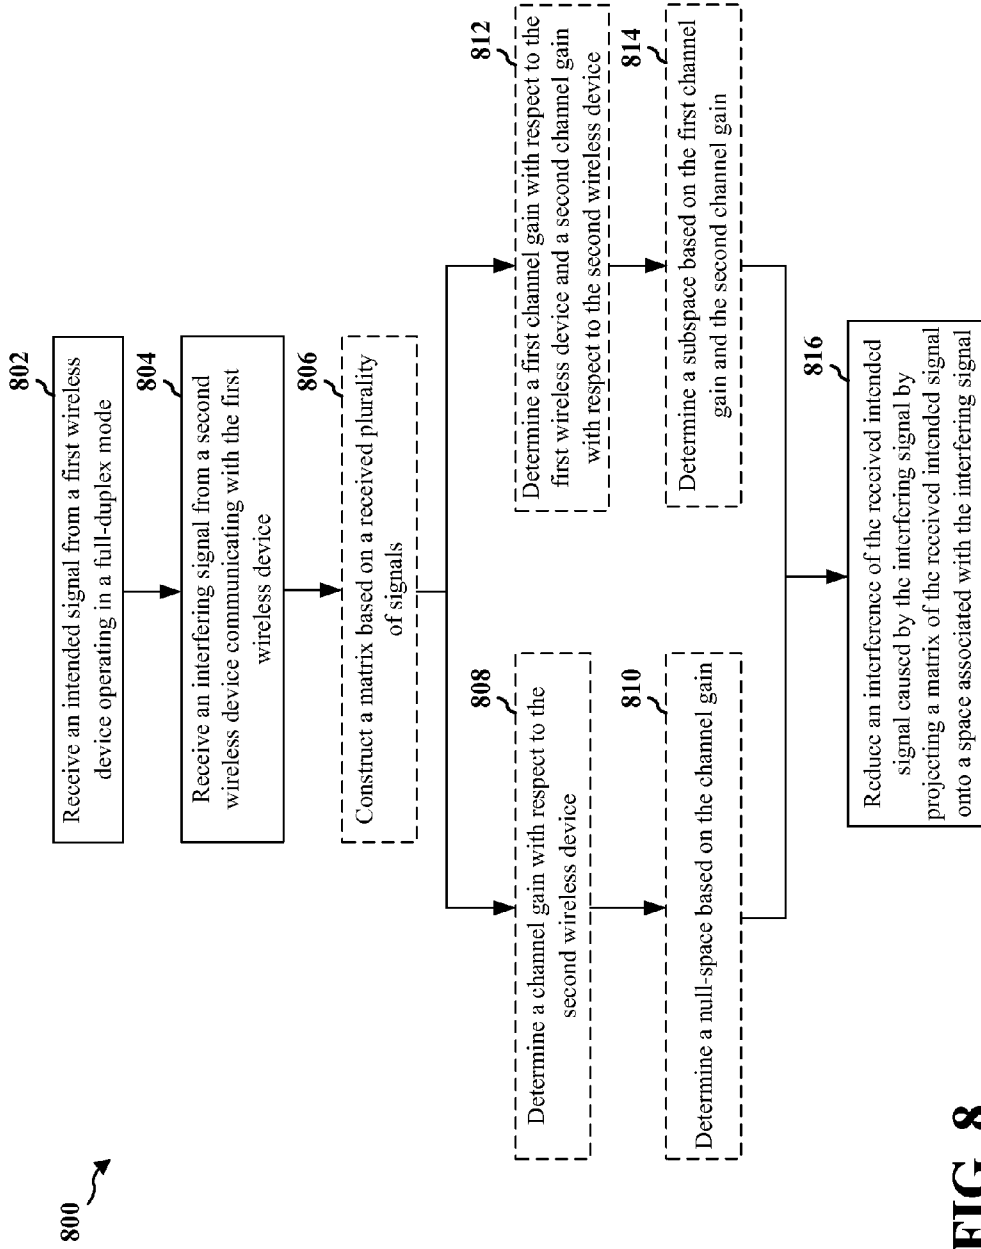 800
802
Receive an intended signal from a first wireless
device operating in a full-duplex mode
804
Receive an interfering signal from a second
wireless device communicating with the first
wireless device
806
Construct a matrix based on a received plurality
of signals
808
Determine a channel gain with respect to the
second wireless device
810
Determine a null-space based on the channel gain
812
Determine a first channel gain with respect to the
first wireless device and a second channel gain
with respect to the second wireless device
814
Determine a subspace based on the first channel
gain and the second channel gain
816
Reduce an interference of the received intended
signal caused by the interfering signal by
projecting a matrix of the received intended signal
onto a space associated with the interfering signal
FIG. 8